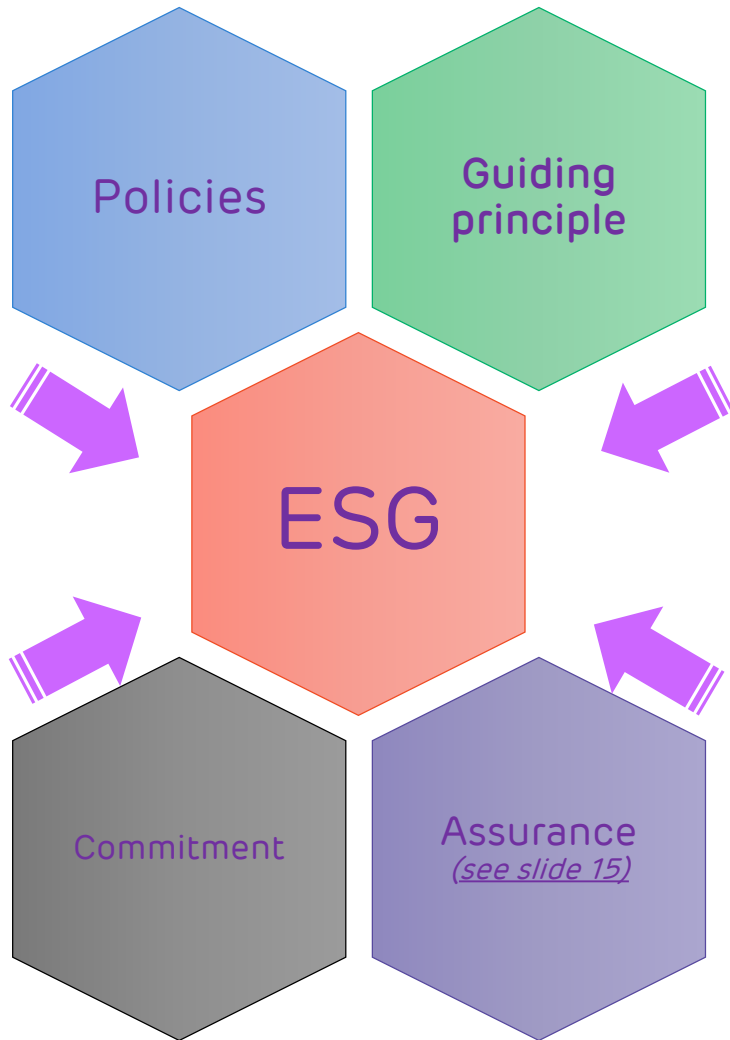 Policies
Guiding
principle
ESG
Commitment
Assurance
(see slide 15)